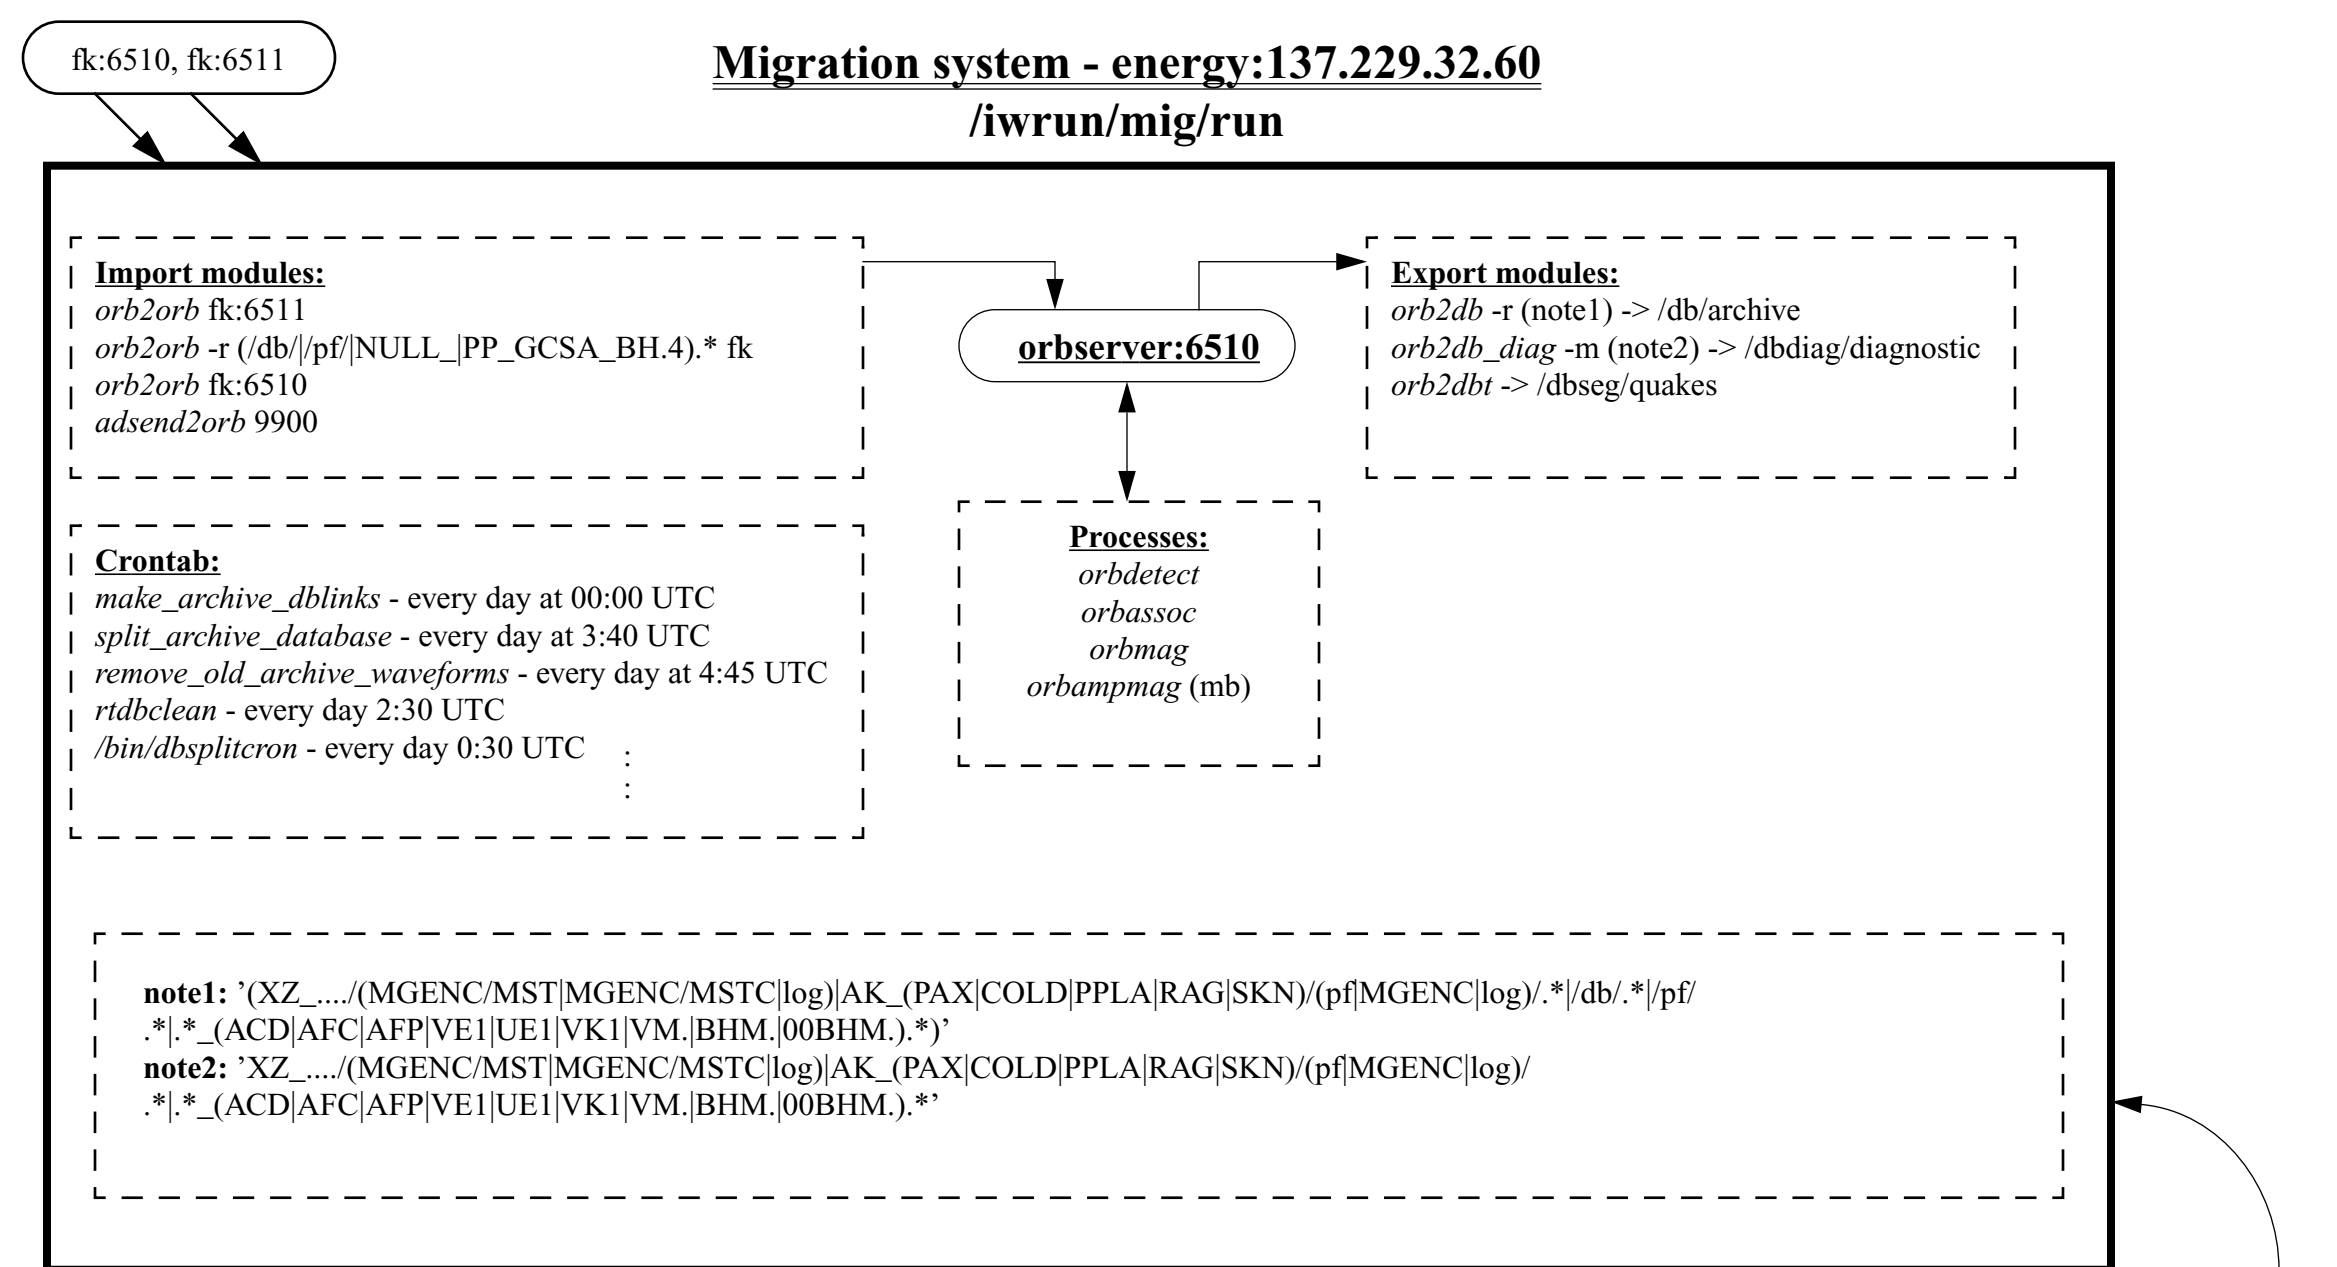 fk:6510, fk:6511
Migration system - energy:137.229.32.60
/iwrun/mig/run
Import modules:
orb2orb fk:6511
orb2orb -r (/db/|/pf/|NULL_|PP_GCSA_BH.4).* fk
orb2orb fk:6510
adsend2orb 9900
orbserver:6510
Export modules:
orb2db -r (note1) -> /db/archive
orb2db_diag -m (note2) -> /dbdiag/diagnostic
orb2dbt -> /dbseg/quakes
Crontab:
make_archive_dblinks - every day at 00:00 UTC
split_archive_database - every day at 3:40 UTC
remove_old_archive_waveforms - every day at 4:45 UTC
rtdbclean - every day 2:30 UTC
/bin/dbsplitcron - every day 0:30 UTC :
:
Processes:
orbdetect
orbassoc
orbmag
orbampmag (mb)
note1: ’(XZ_..../(MGENC/MST|MGENC/MSTC|log)|AK_(PAX|COLD|PPLA|RAG|SKN)/(pf|MGENC|log)/.*|/db/.*|/pf/
.*|.*_(ACD|AFC|AFP|VE1|UE1|VK1|VM.|BHM.|00BHM.).*)’
note2: ’XZ_..../(MGENC/MST|MGENC/MSTC|log)|AK_(PAX|COLD|PPLA|RAG|SKN)/(pf|MGENC|log)/
.*|.*_(ACD|AFC|AFP|VE1|UE1|VK1|VM.|BHM.|00BHM.).*’